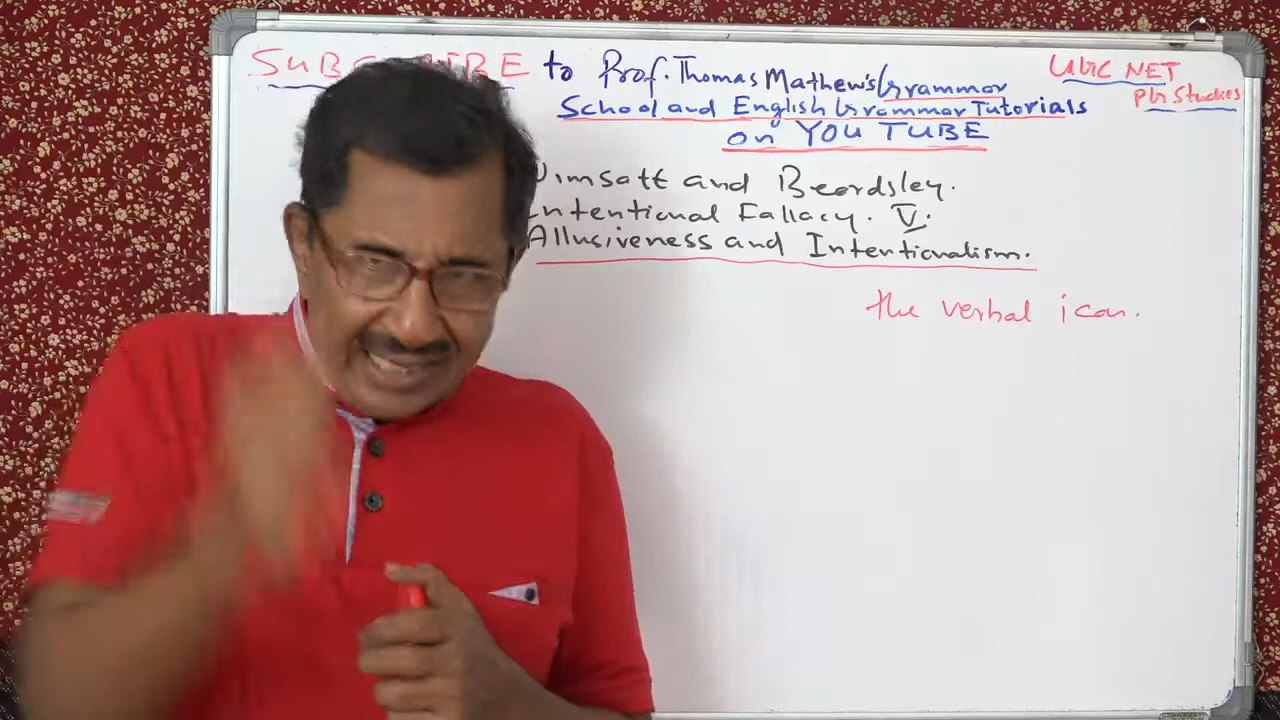 SUBSCRIBE to Prof. Thomas Mathew's Grammar
School and English Grammar Tutorials
on YOU TUBE
UGC NET
PG Studies
Wimsatt and Beardsley.
Intentional Fallacy. V.
Allusiveness and Intentionalism.
the verbal icon.